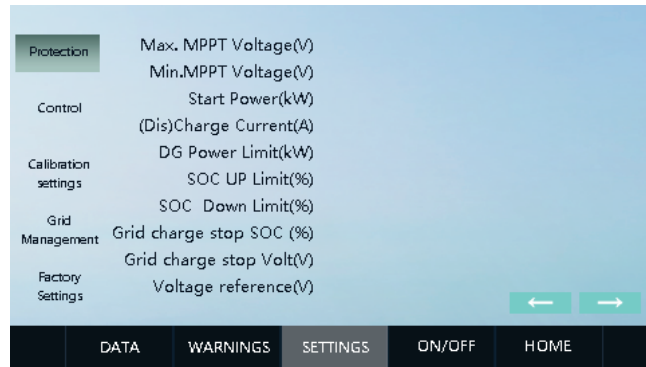 Protection
Control
Calibration
settings
Grid
Management
Factory
Settings
Max. MPPT Voltage(V)
Min.MPPT Voltage(V)
Start Power(kW)
(Dis)Charge Current(A)
DG Power Limit(kW)
SOC UP Limit(%)
SOC Down Limit(%)
Grid charge stop SOC (%)
Grid charge stop Volt(V)
Voltage reference(V)
← →
DATA WARNINGS SETTINGS ON/OFF HOME